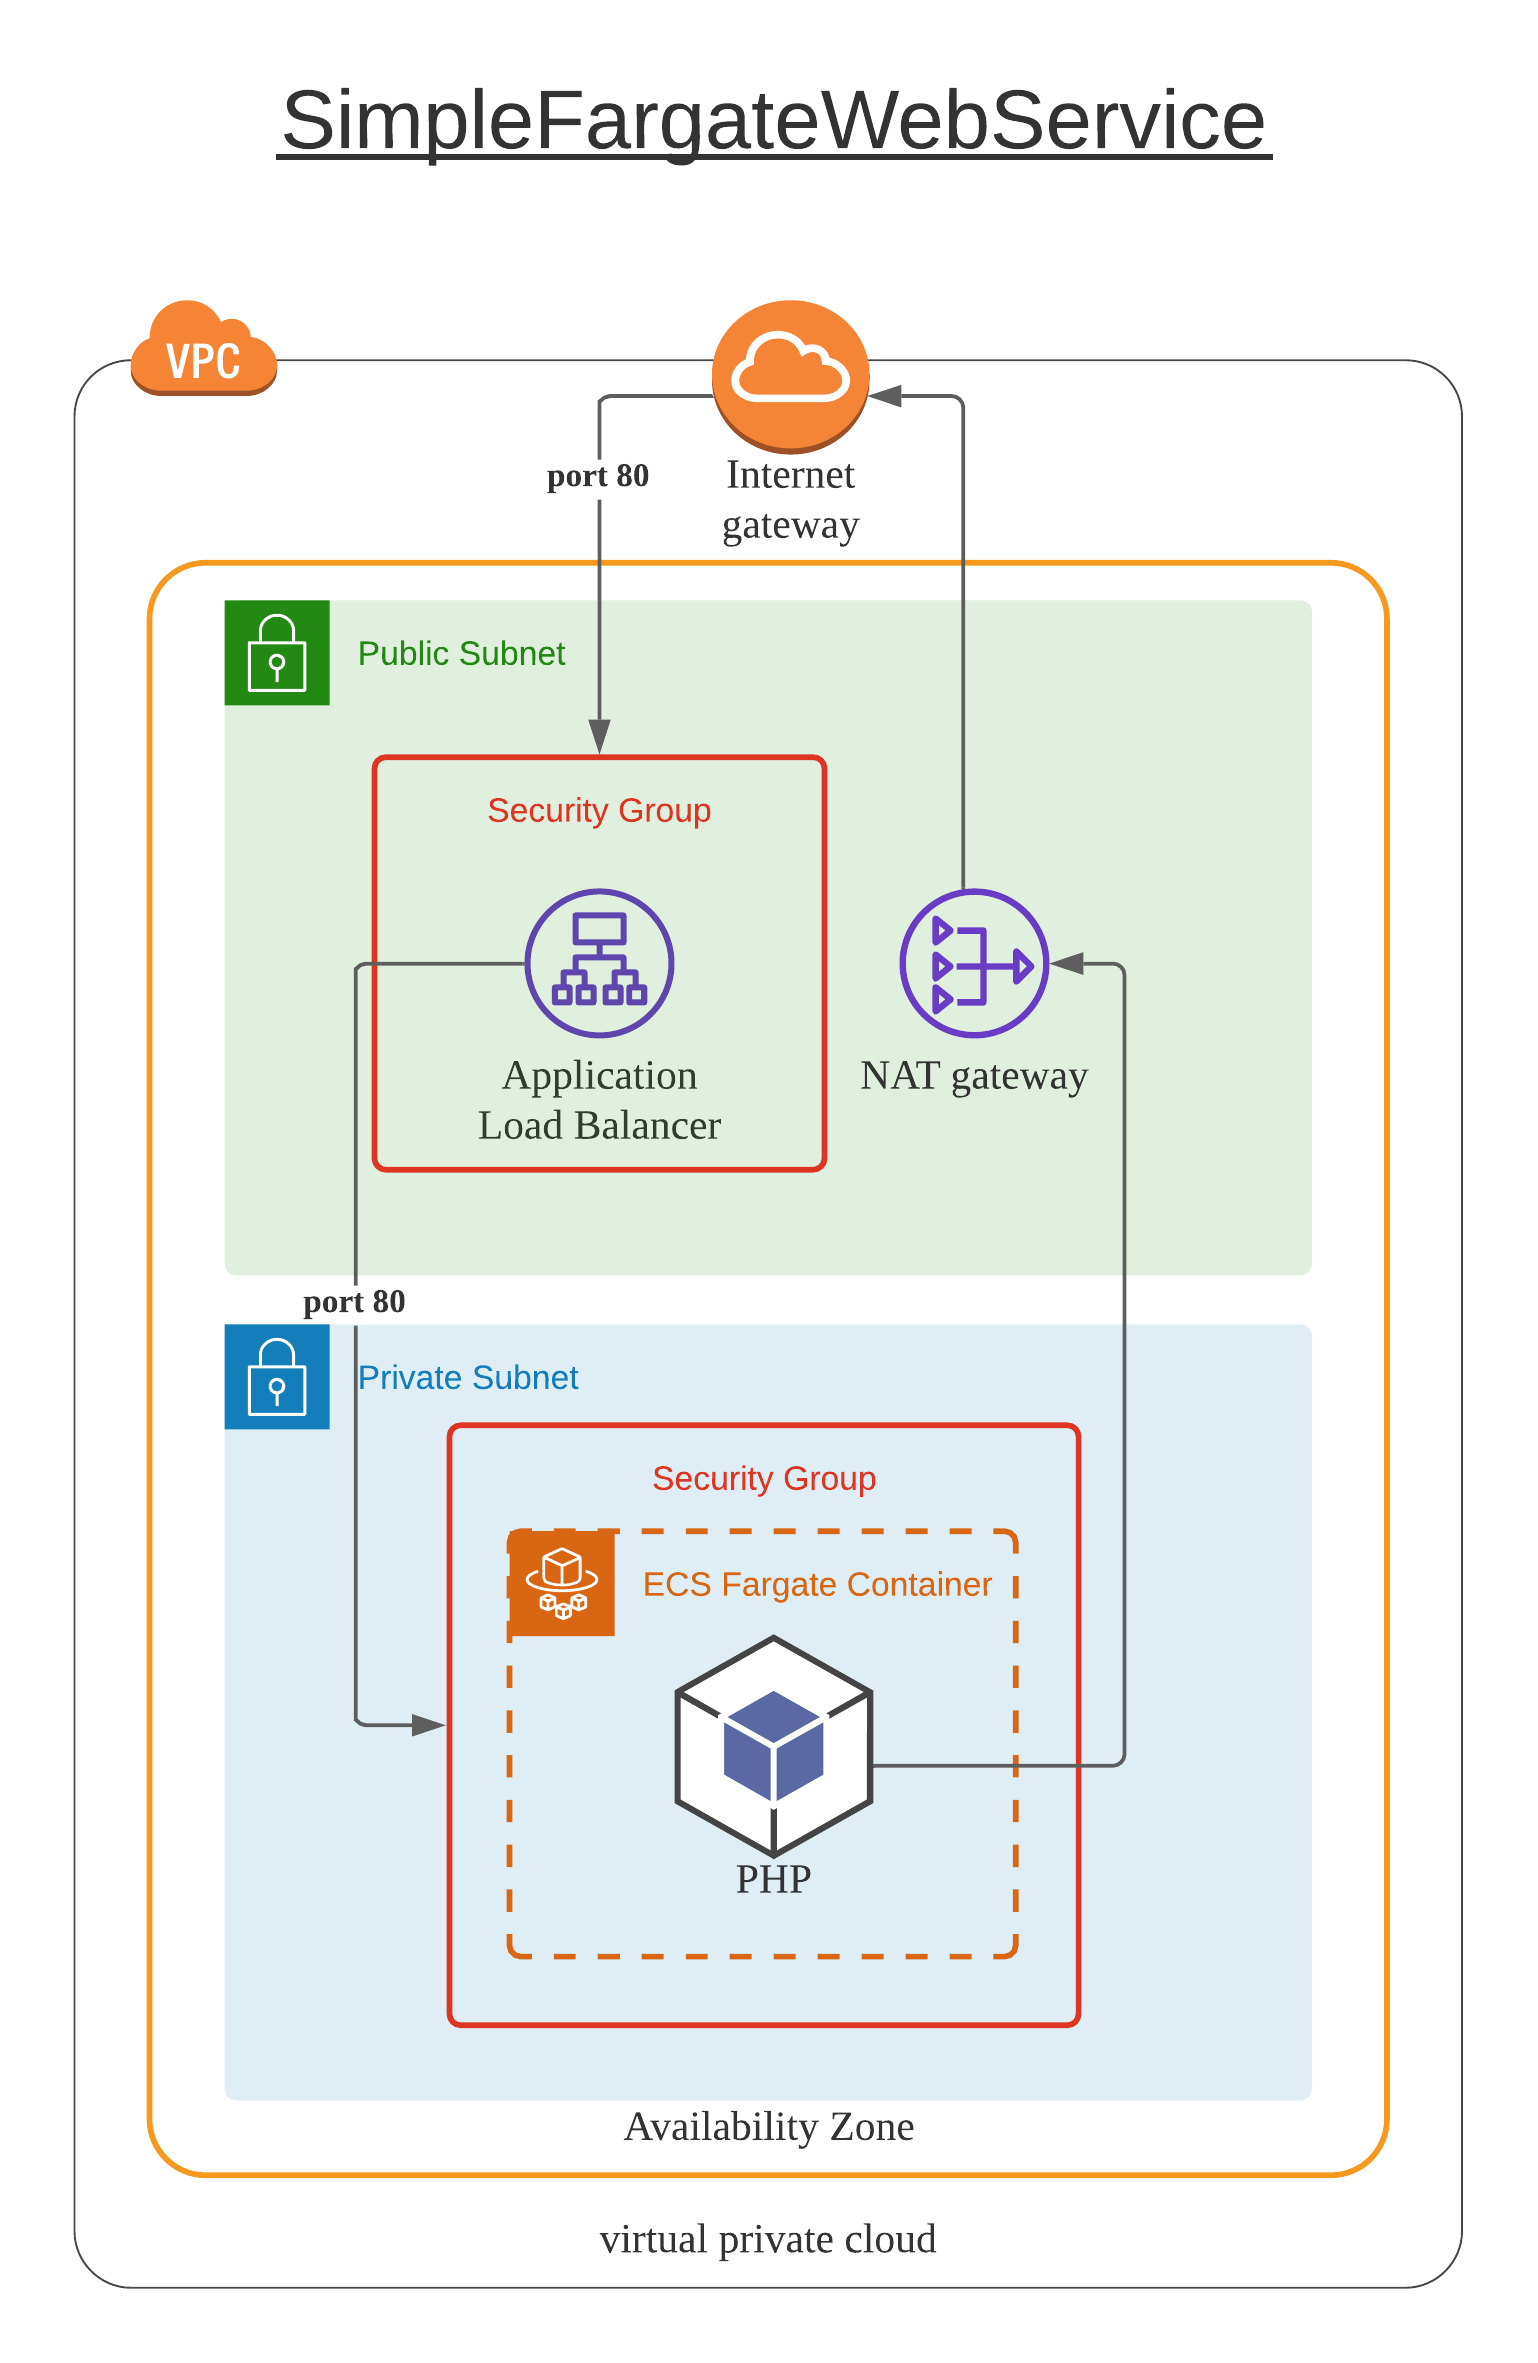 SimpleFargateWebService
VPC
port 80
Internet
gateway
Public Subnet
Security Group
Application
Load Balancer
NAT gateway
port 80
Private Subnet
Security Group
ECS Fargate Container
PHP
Availability Zone
virtual private cloud